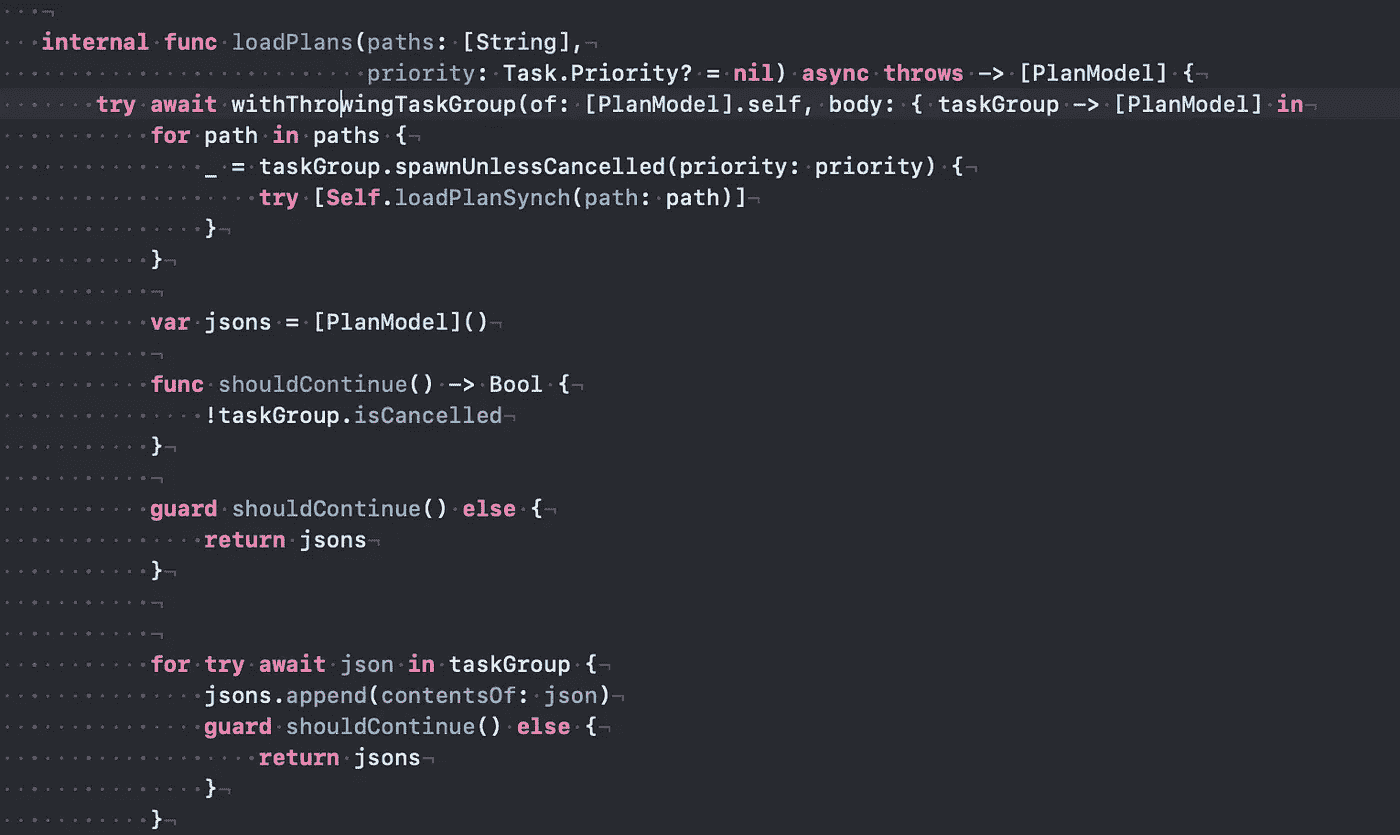 internal func loadPlans(paths: [String],
priority: Task.Priority? = nil) async throws -> [PlanModel] {
try await withThrowingTaskGroup(of: [PlanModel].self, body: { taskGroup -> [PlanModel] in
for path in paths {
_ = taskGroup.spawnUnlessCancelled(priority: priority) {
try [Self.loadPlanSynch(path: path)]
}
}
var jsons = [PlanModel]()
func shouldContinue() -> Bool {
!taskGroup.isCancelled
}
guard shouldContinue() else {
return jsons
}
for try await json in taskGroup {
jsons.append(contentsOf: json)
guard shouldContinue() else {
return jsons
}
}